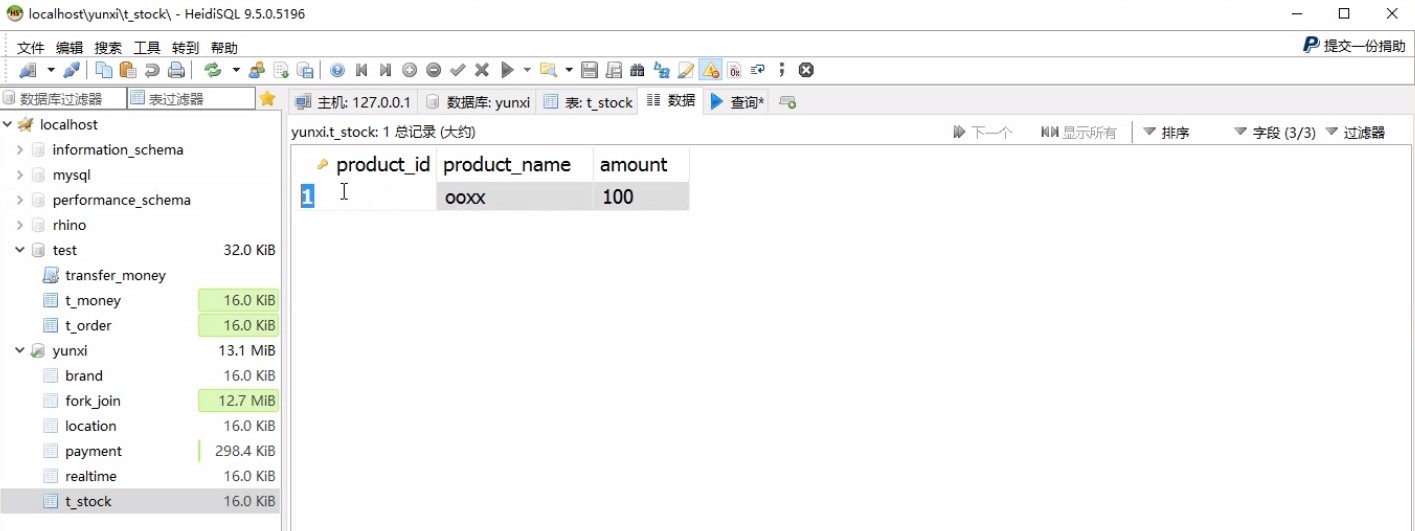 localhost\yunxi\t_stock\ - HeidiSQL 9.5.0.5196
文件 编辑 搜索 工具 转到 帮助
提交一份捐助
数据库过滤器 表过滤器
主机: 127.0.0.1 数据库: yunxi 表: t_stock 数据 查询*
localhost
information_schema
mysql
performance_schema
rhino
test 32.0 KiB
transfer_money
t_money 16.0 KiB
t_order 16.0 KiB
yunxi 13.1 MiB
brand 16.0 KiB
fork_join 12.7 MiB
location 16.0 KiB
payment 298.4 KiB
realtime 16.0 KiB
t_stock 16.0 KiB
yunxi.t_stock: 1 总记录 (大约) 下一个 显示所有 排序 字段 (3/3) 过滤器
product_id product_name amount
1 ooxx 100